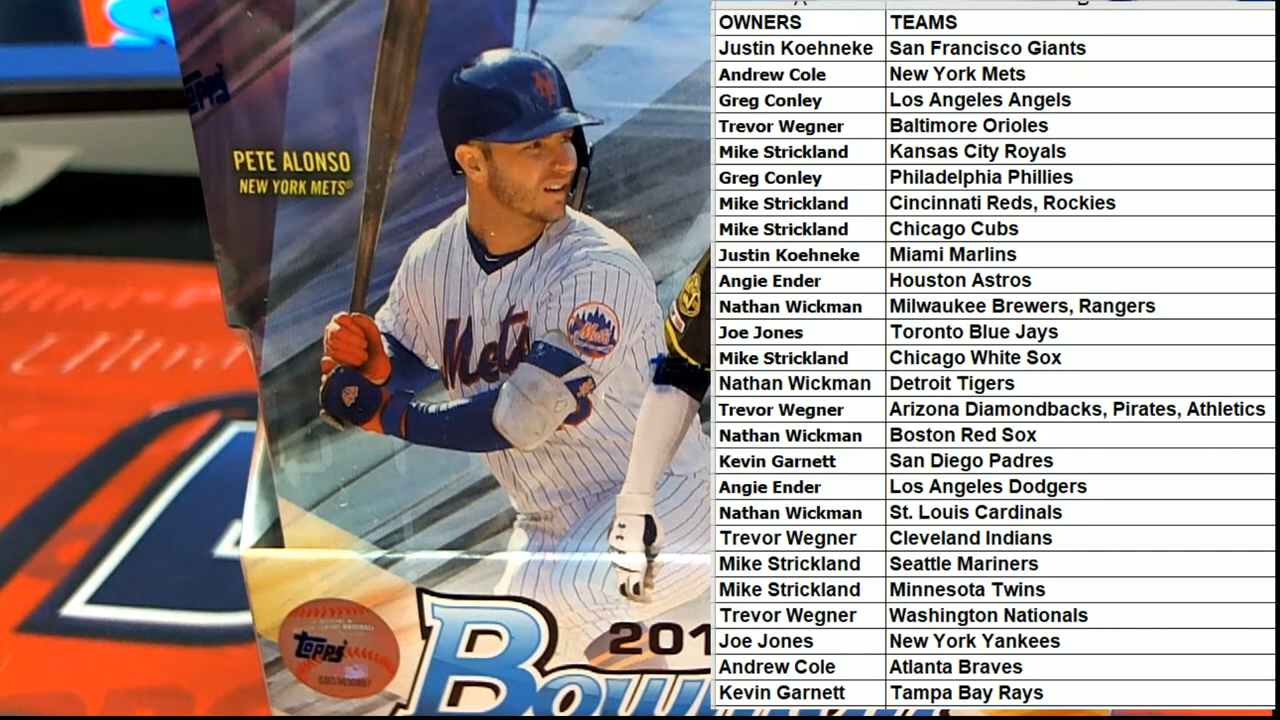 Topps
PETE ALONSO
NEW YORK METS®
Mets
Mets
Topps
201
BOWM
OWNERS TEAMS
Justin Koehneke San Francisco Giants
Andrew Cole New York Mets
Greg Conley Los Angeles Angels
Trevor Wegner Baltimore Orioles
Mike Strickland Kansas City Royals
Greg Conley Philadelphia Phillies
Mike Strickland Cincinnati Reds, Rockies
Mike Strickland Chicago Cubs
Justin Koehneke Miami Marlins
Angie Ender Houston Astros
Nathan Wickman Milwaukee Brewers, Rangers
Joe Jones Toronto Blue Jays
Mike Strickland Chicago White Sox
Nathan Wickman Detroit Tigers
Trevor Wegner Arizona Diamondbacks, Pirates, Athletics
Nathan Wickman Boston Red Sox
Kevin Garnett San Diego Padres
Angie Ender Los Angeles Dodgers
Nathan Wickman St. Louis Cardinals
Trevor Wegner Cleveland Indians
Mike Strickland Seattle Mariners
Mike Strickland Minnesota Twins
Trevor Wegner Washington Nationals
Joe Jones New York Yankees
Andrew Cole Atlanta Braves
Kevin Garnett Tampa Bay Rays